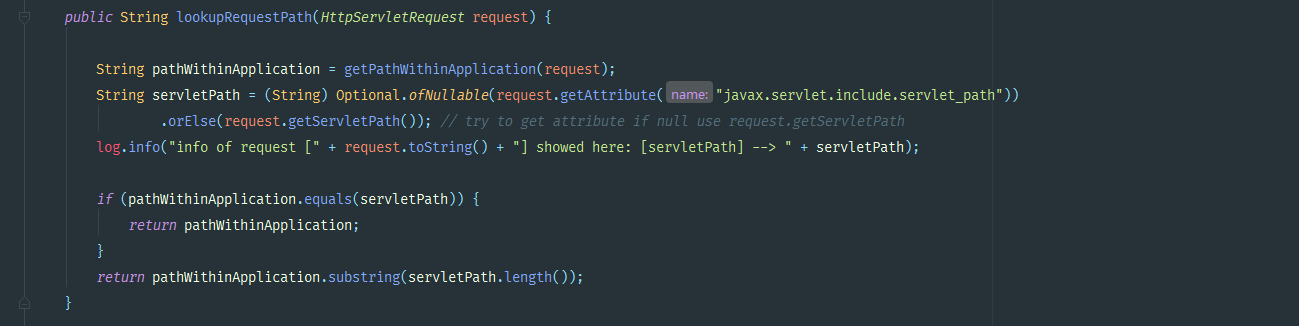 public String lookupRequestPath(HttpServletRequest request) {
String pathWithinApplication = getPathWithinApplication(request);
String servletPath = (String) Optional.ofNullable(request.getAttribute( name: "javax.servlet.include.servlet_path"))
.orElse(request.getServletPath()); // try to get attribute if null use request.getServletPath
log.info("info of request [" + request.toString() + "] showed here: [servletPath] --> " + servletPath);
if (pathWithinApplication.equals(servletPath)) {
return pathWithinApplication;
}
return pathWithinApplication.substring(servletPath.length());
}